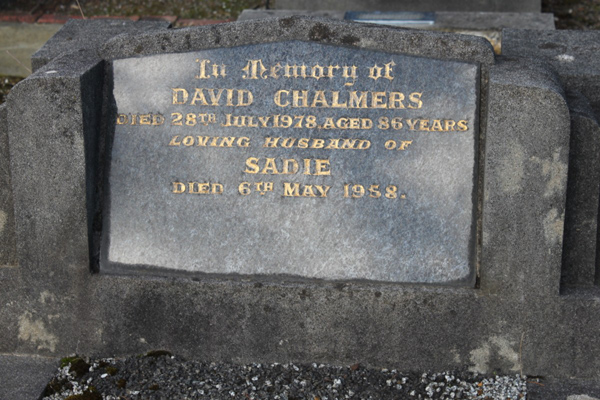 In Memory of
DAVID CHALMERS
DIED 28TH JULY 1978, AGED 86 YEARS
LOVING HUSBAND OF
SADIE
DIED 6TH MAY 1958.